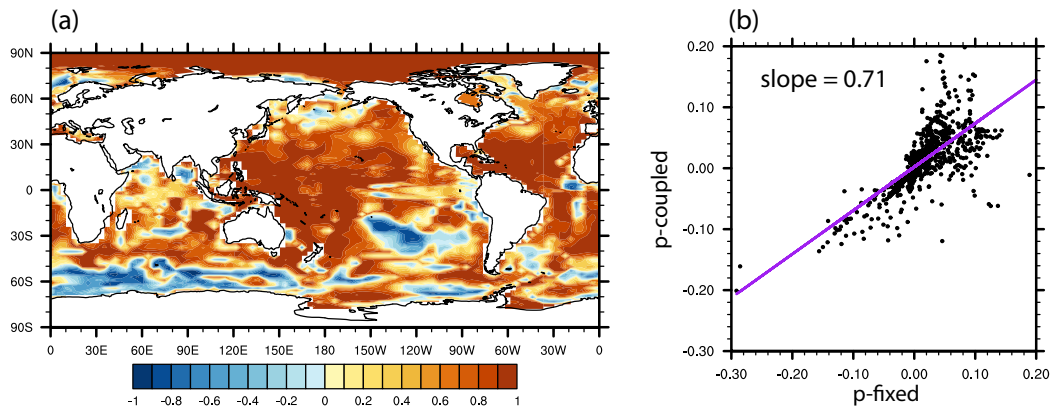 (a)
90N
60N
30N
0
30S
60S
90S
0 30E 60E 90E 120E 150E 180 150W 120W 90W 60W 30W 0
-1 -0.8 -0.6 -0.4 -0.2 0 0.2 0.4 0.6 0.8 1
(b)
slope = 0.71
p-coupled
0.20
0.10
0.00
-0.10
-0.20
-0.30
-0.30 -0.20 -0.10 0.00 0.10 0.20
p-fixed